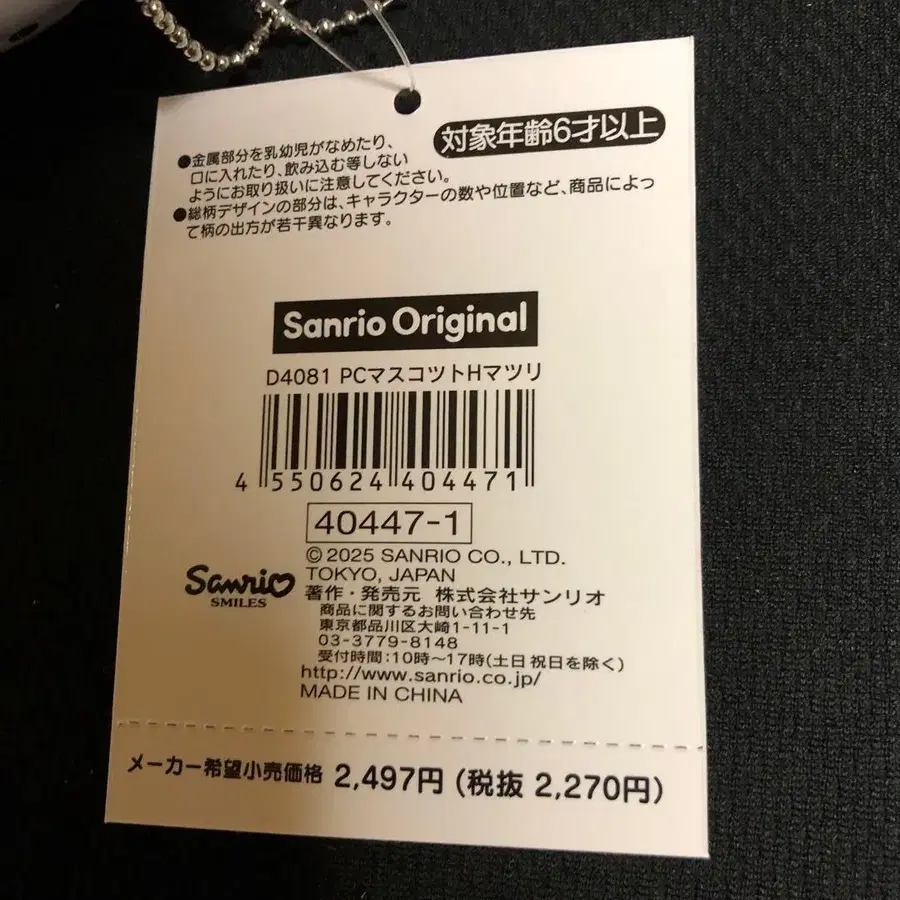 対象年齢6才以上
●金属部分を乳幼児がなめたり、
口に入れたり、飲み込む等しない
ようにお取り扱いに注意してください。
●総柄デザインの部分は、キャラクターの数や位置など、商品によっ
て柄の出方が若干異なります。
Sanrio Original
D4081 PCマスコツトHマツリ
4 550624 404471
40447-1
© 2025 SANRIO CO., LTD.
TOKYO, JAPAN
Sanrio
SMILES
著作・発売元 株式会社サンリオ
商品に関するお問い合わせ先
東京都品川区大崎1-11-1
03-3779-8148
受付時間:10時~17時(土日祝日を除く)
http://www.sanrio.co.jp/
MADE IN CHINA
メーカー希望小売価格 2,497円 (税抜 2,270円)